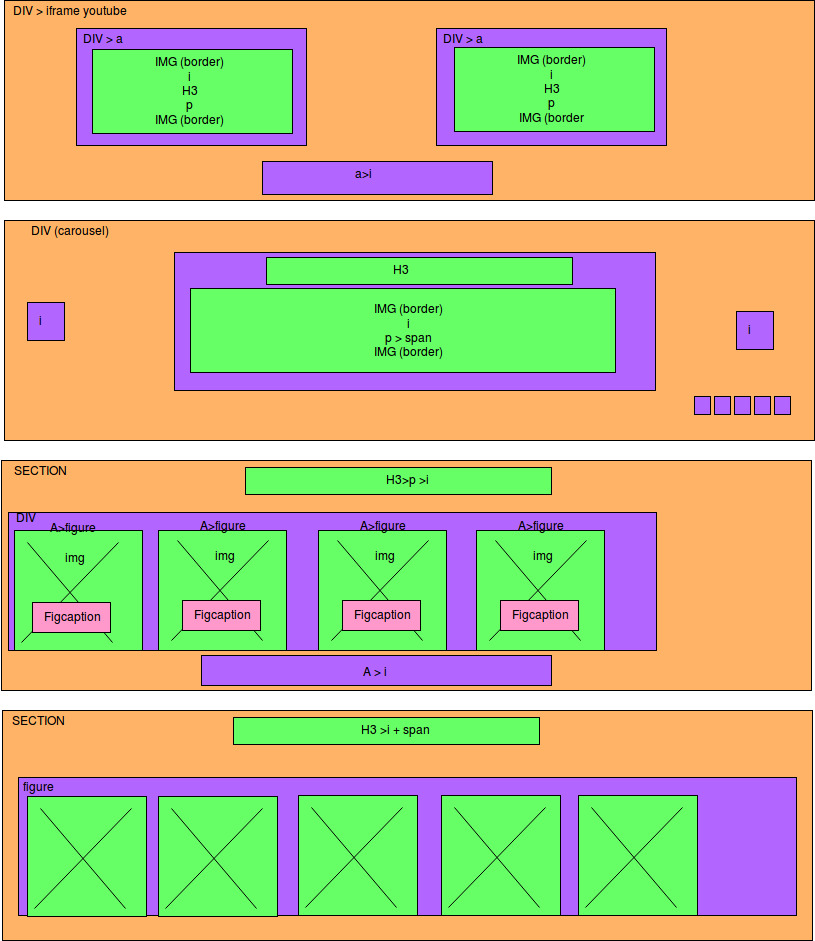 DIV > iframe youtube
DIV > a
IMG (border)
i
H3
p
IMG (border)
DIV > a
IMG (border)
i
H3
p
IMG (border
a>i
DIV (carousel)
H3
i
IMG (border)
i
p > span
IMG (border)
i
SECTION
H3>p >i
DIV
A>figure
img
Figcaption
A>figure
img
Figcaption
A>figure
img
Figcaption
A>figure
img
Figcaption
A > i
SECTION
H3 >i + span
figure